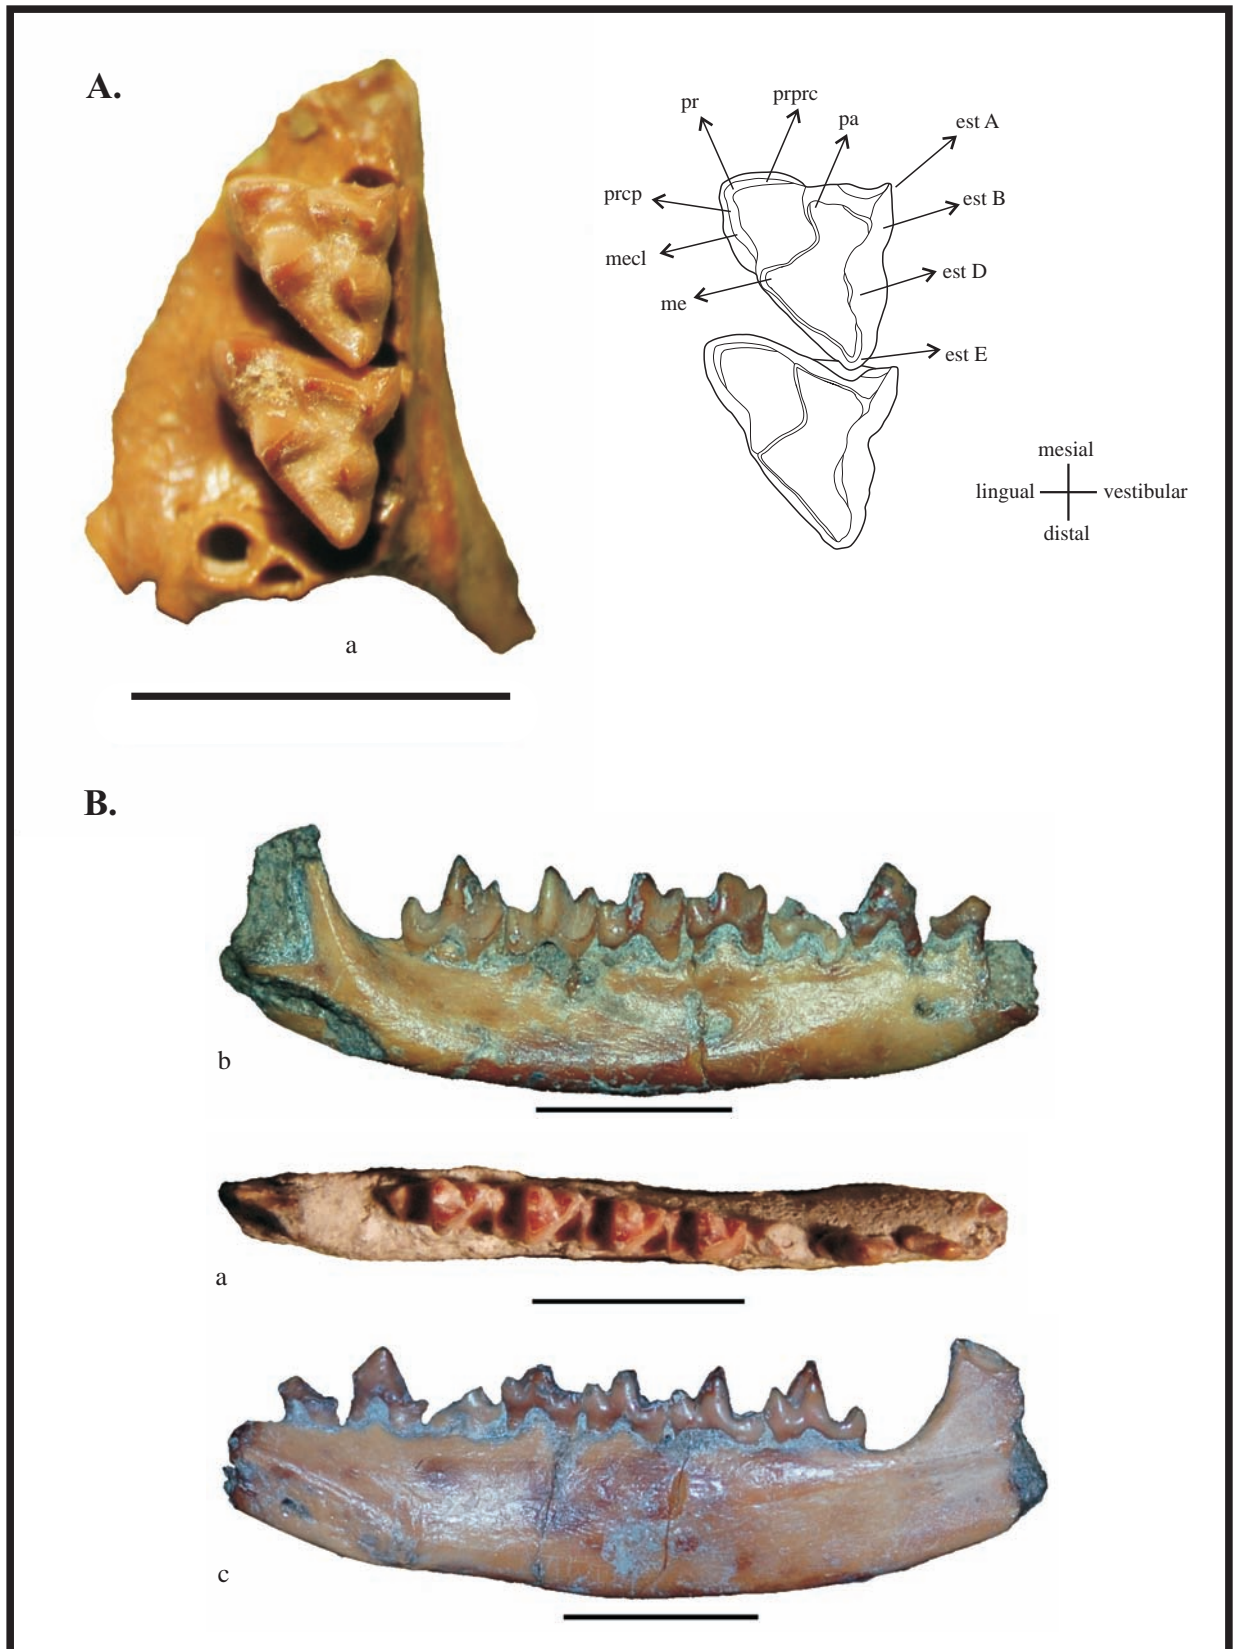 A.
pr
prprc
pa
est A
prcp
est B
mecl
est D
me
est E
mesial
lingual
vestibular
distal
a
B.
b
a
c